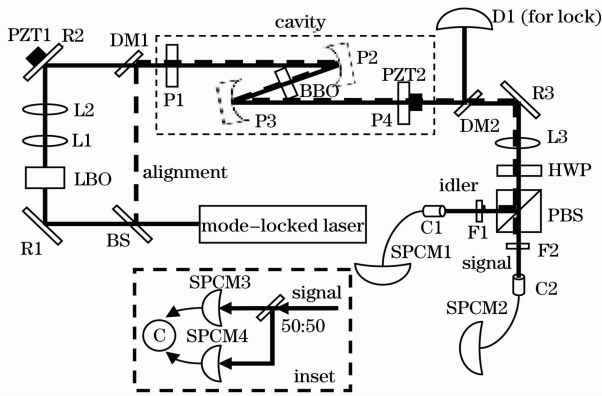 D1 (for lock)
cavity
PZT1
R2
DM1
P2
PZT2
R3
P1
BBO
L2
P3
P4
DM2
L3
L1
alignment
HWP
LBO
idler
PBS
mode-locked laser
C1
F1
R1
BS
SPCM1
F2
signal
C2
SPCM3
signal
SPCM2
C
SPCM4
50:50
inset